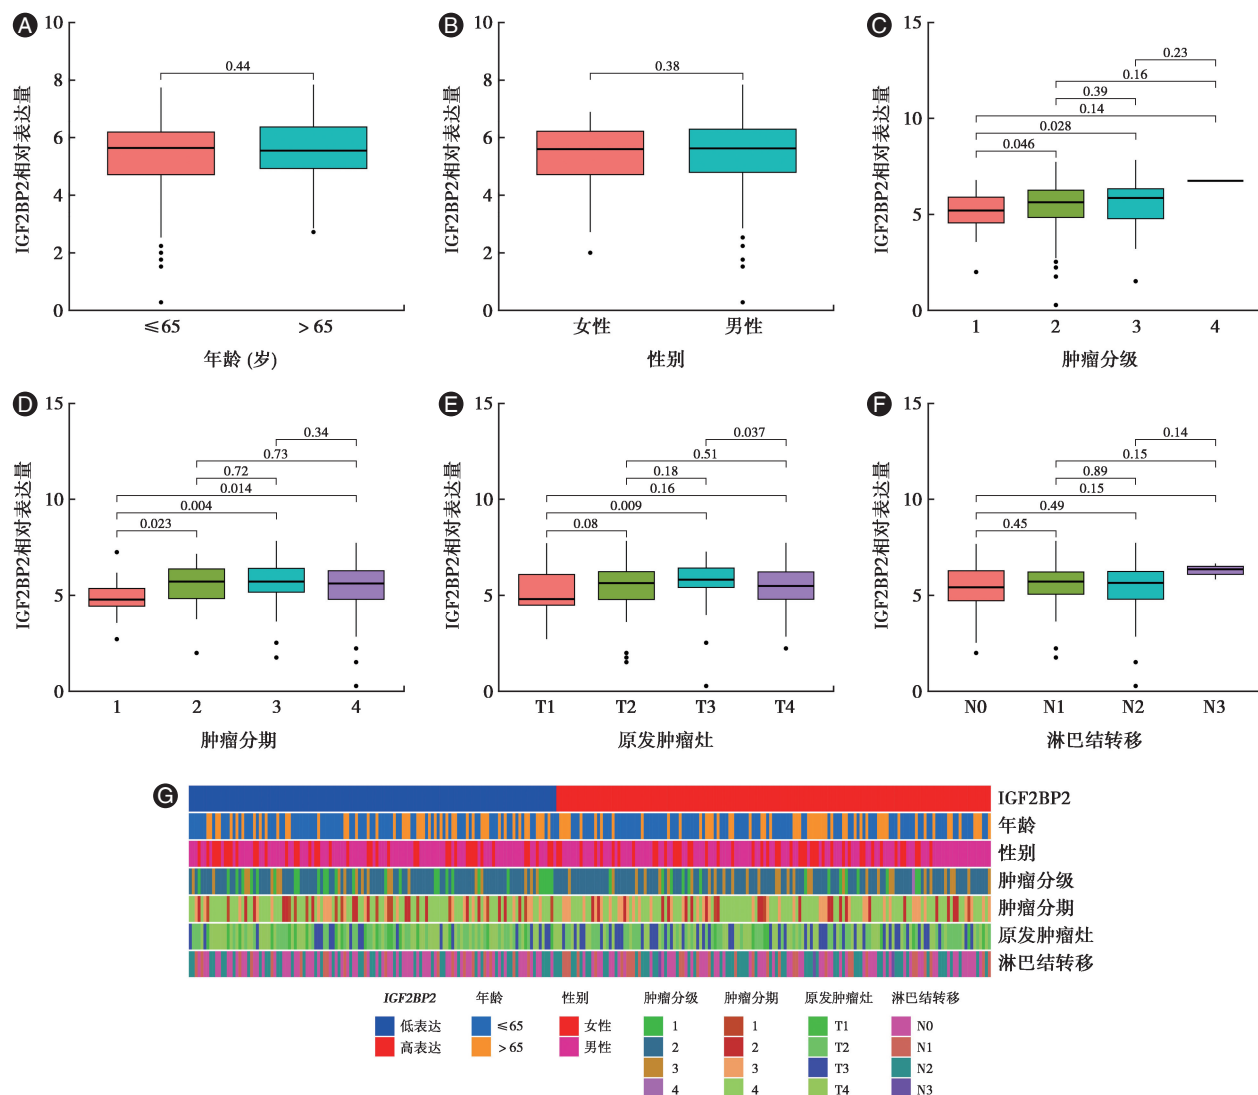 A
IGF2BP2相对表达量
10
8
6
4
2
0
0.44
≤65
>65
年龄 (岁)
B
IGF2BP2相对表达量
10
8
6
4
2
0
0.38
女性
男性
性别
C
IGF2BP2相对表达量
15
10
5
0
0.23
0.16
0.39
0.14
0.028
0.046
1
2
3
4
肿瘤分级
D
IGF2BP2相对表达量
15
10
5
0
0.34
0.73
0.72
0.014
0.004
0.023
1
2
3
4
肿瘤分期
E
IGF2BP2相对表达量
15
10
5
0
0.037
0.51
0.18
0.16
0.009
0.08
T1
T2
T3
T4
原发肿瘤灶
F
IGF2BP2相对表达量
15
10
5
0
0.14
0.15
0.89
0.15
0.49
0.45
N0
N1
N2
N3
淋巴结转移
G
IGF2BP2
年龄
性别
肿瘤分级
肿瘤分期
原发肿瘤灶
淋巴结转移
IGF2BP2
低表达
高表达
年龄
≤65
>65
性别
女性
男性
肿瘤分级
1
2
3
4
肿瘤分期
1
2
3
4
原发肿瘤灶
T1
T2
T3
T4
淋巴结转移
N0
N1
N2
N3